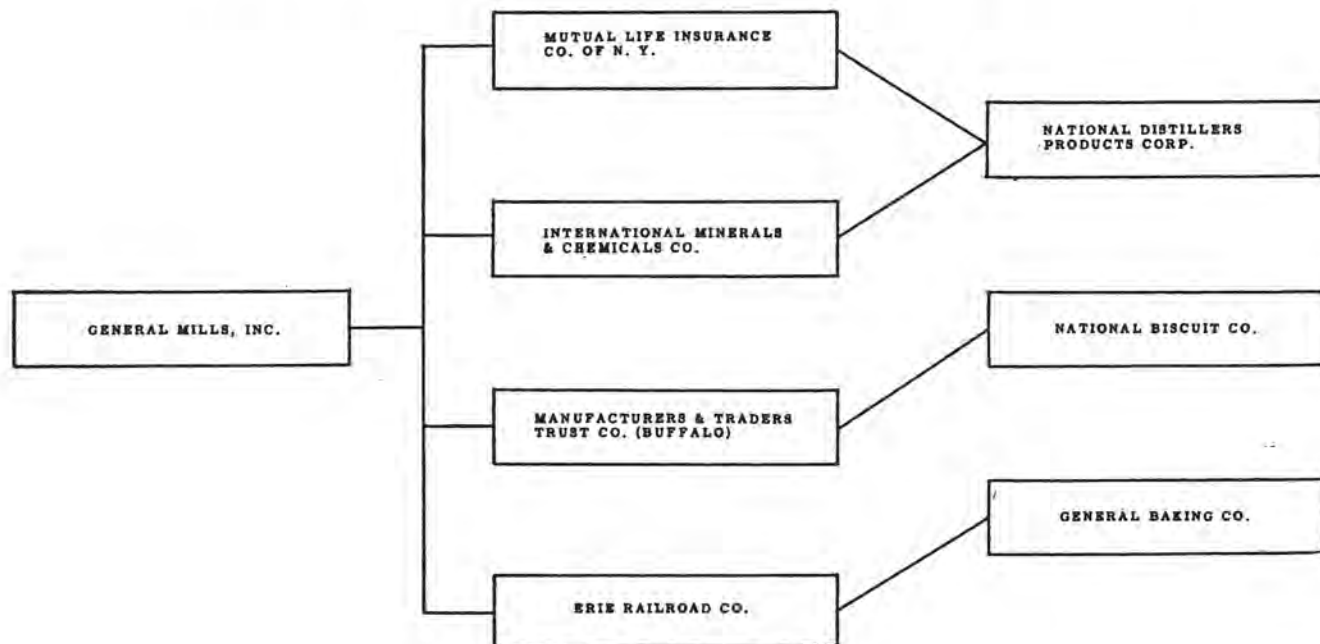 MUTUAL LIFE INSURANCE
CO. OF N. Y.
NATIONAL DISTILLERS
PRODUCTS CORP.
INTERNATIONAL MINERALS
& CHEMICALS CO.
GENERAL MILLS, INC.
NATIONAL BISCUIT CO.
MANUFACTURERS & TRADERS
TRUST CO. (BUFFALO)
GENERAL BAKING CO.
ERIE RAILROAD CO.